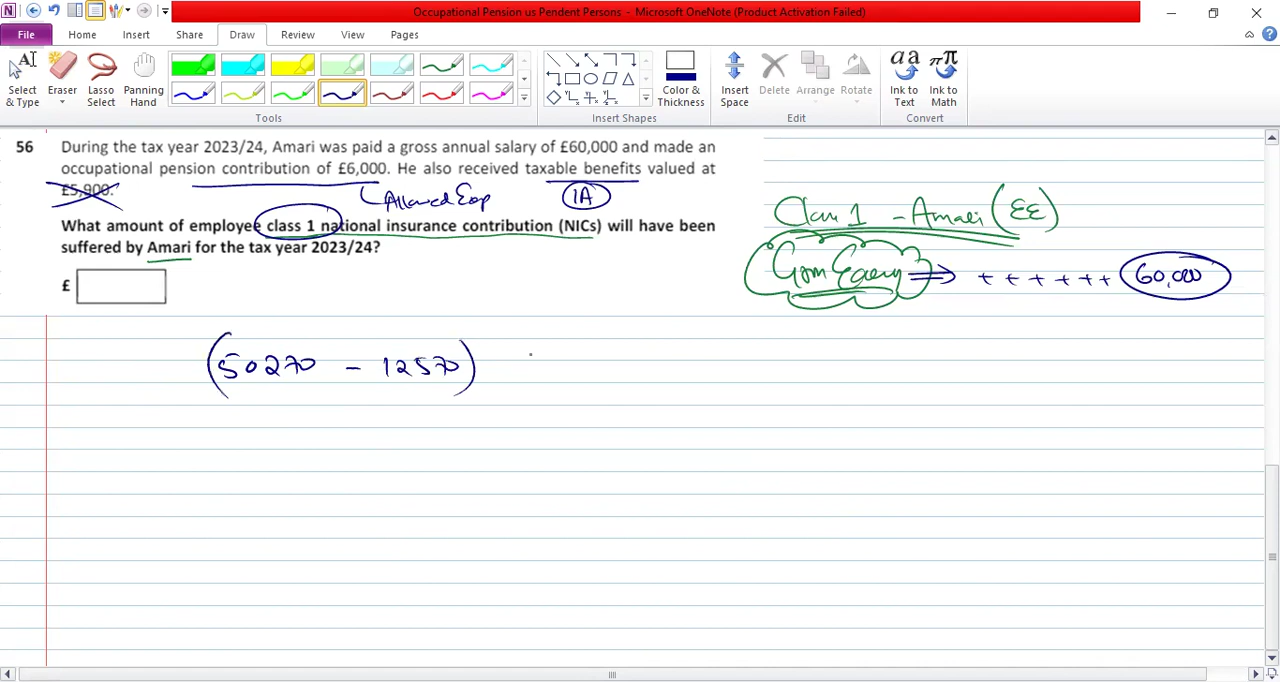 Occupational Pension us Pendent Persons – Microsoft OneNote (Product Activation Failed)
File Home Insert Share Draw Review View Pages
Select & Type
Eraser
Lasso Select
Panning Hand
Color & Thickness
Insert Space
Delete
Arrange
Rotate
Ink to Text
Ink to Math
Tools
Insert Shapes
Edit
Convert
56
During the tax year 2023/24, Amari was paid a gross annual salary of £60,000 and made an
occupational pension contribution of £6,000. He also received taxable benefits valued at
£5,900.
Allowed Exp
1A
What amount of employee class 1 national insurance contribution (NICs) will have been
suffered by Amari for the tax year 2023/24?
£
Class 1 - Amari (EE)
⇒ + + + + + + 60,000
(50270 - 12570)